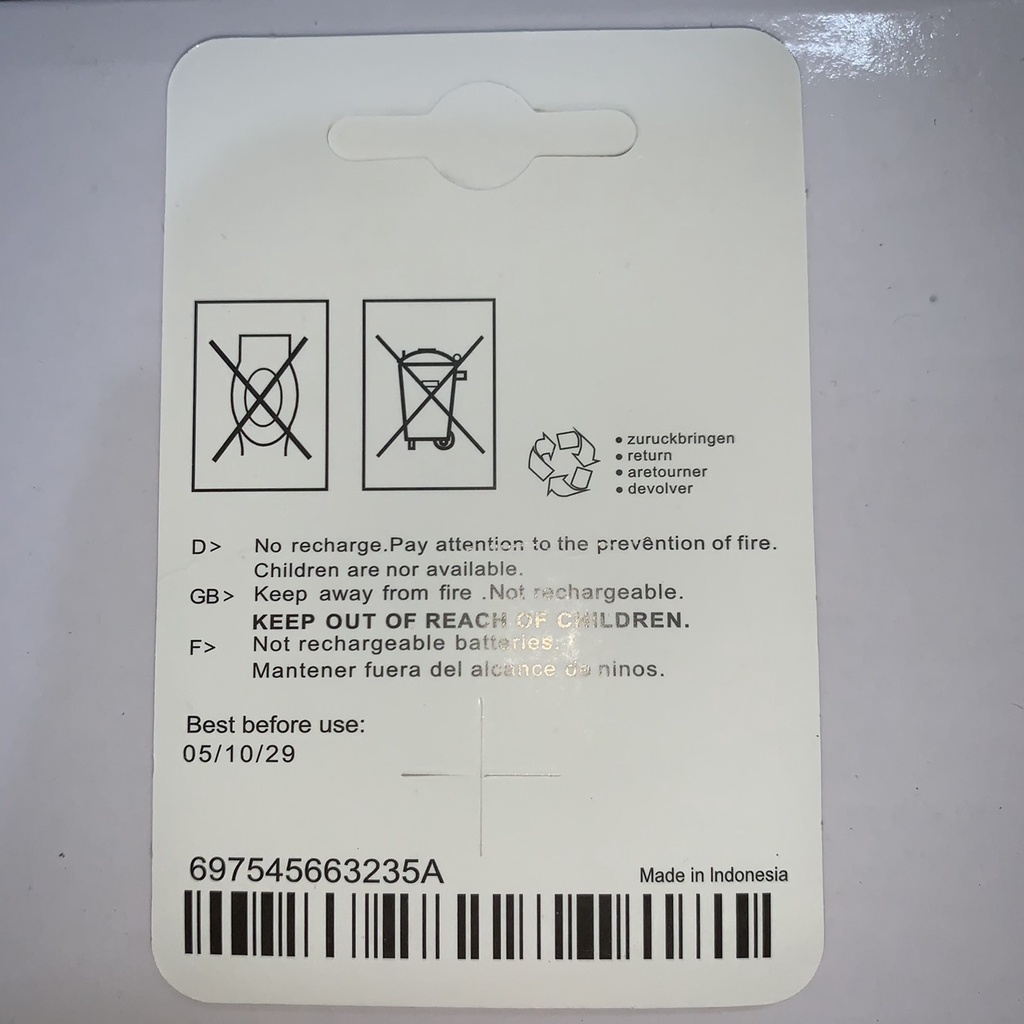 • zuruckbringen
• return
• aretourner
• devolver
D> No recharge.Pay attention to the prevêntion of fire.
Children are nor available.
GB> Keep away from fire .Not rechargeable.
KEEP OUT OF REACH OF CHILDREN.
F> Not rechargeable batteries.
Mantener fuera del alcance de ninos.
Best before use:
05/10/29
697545663235A
Made in Indonesia